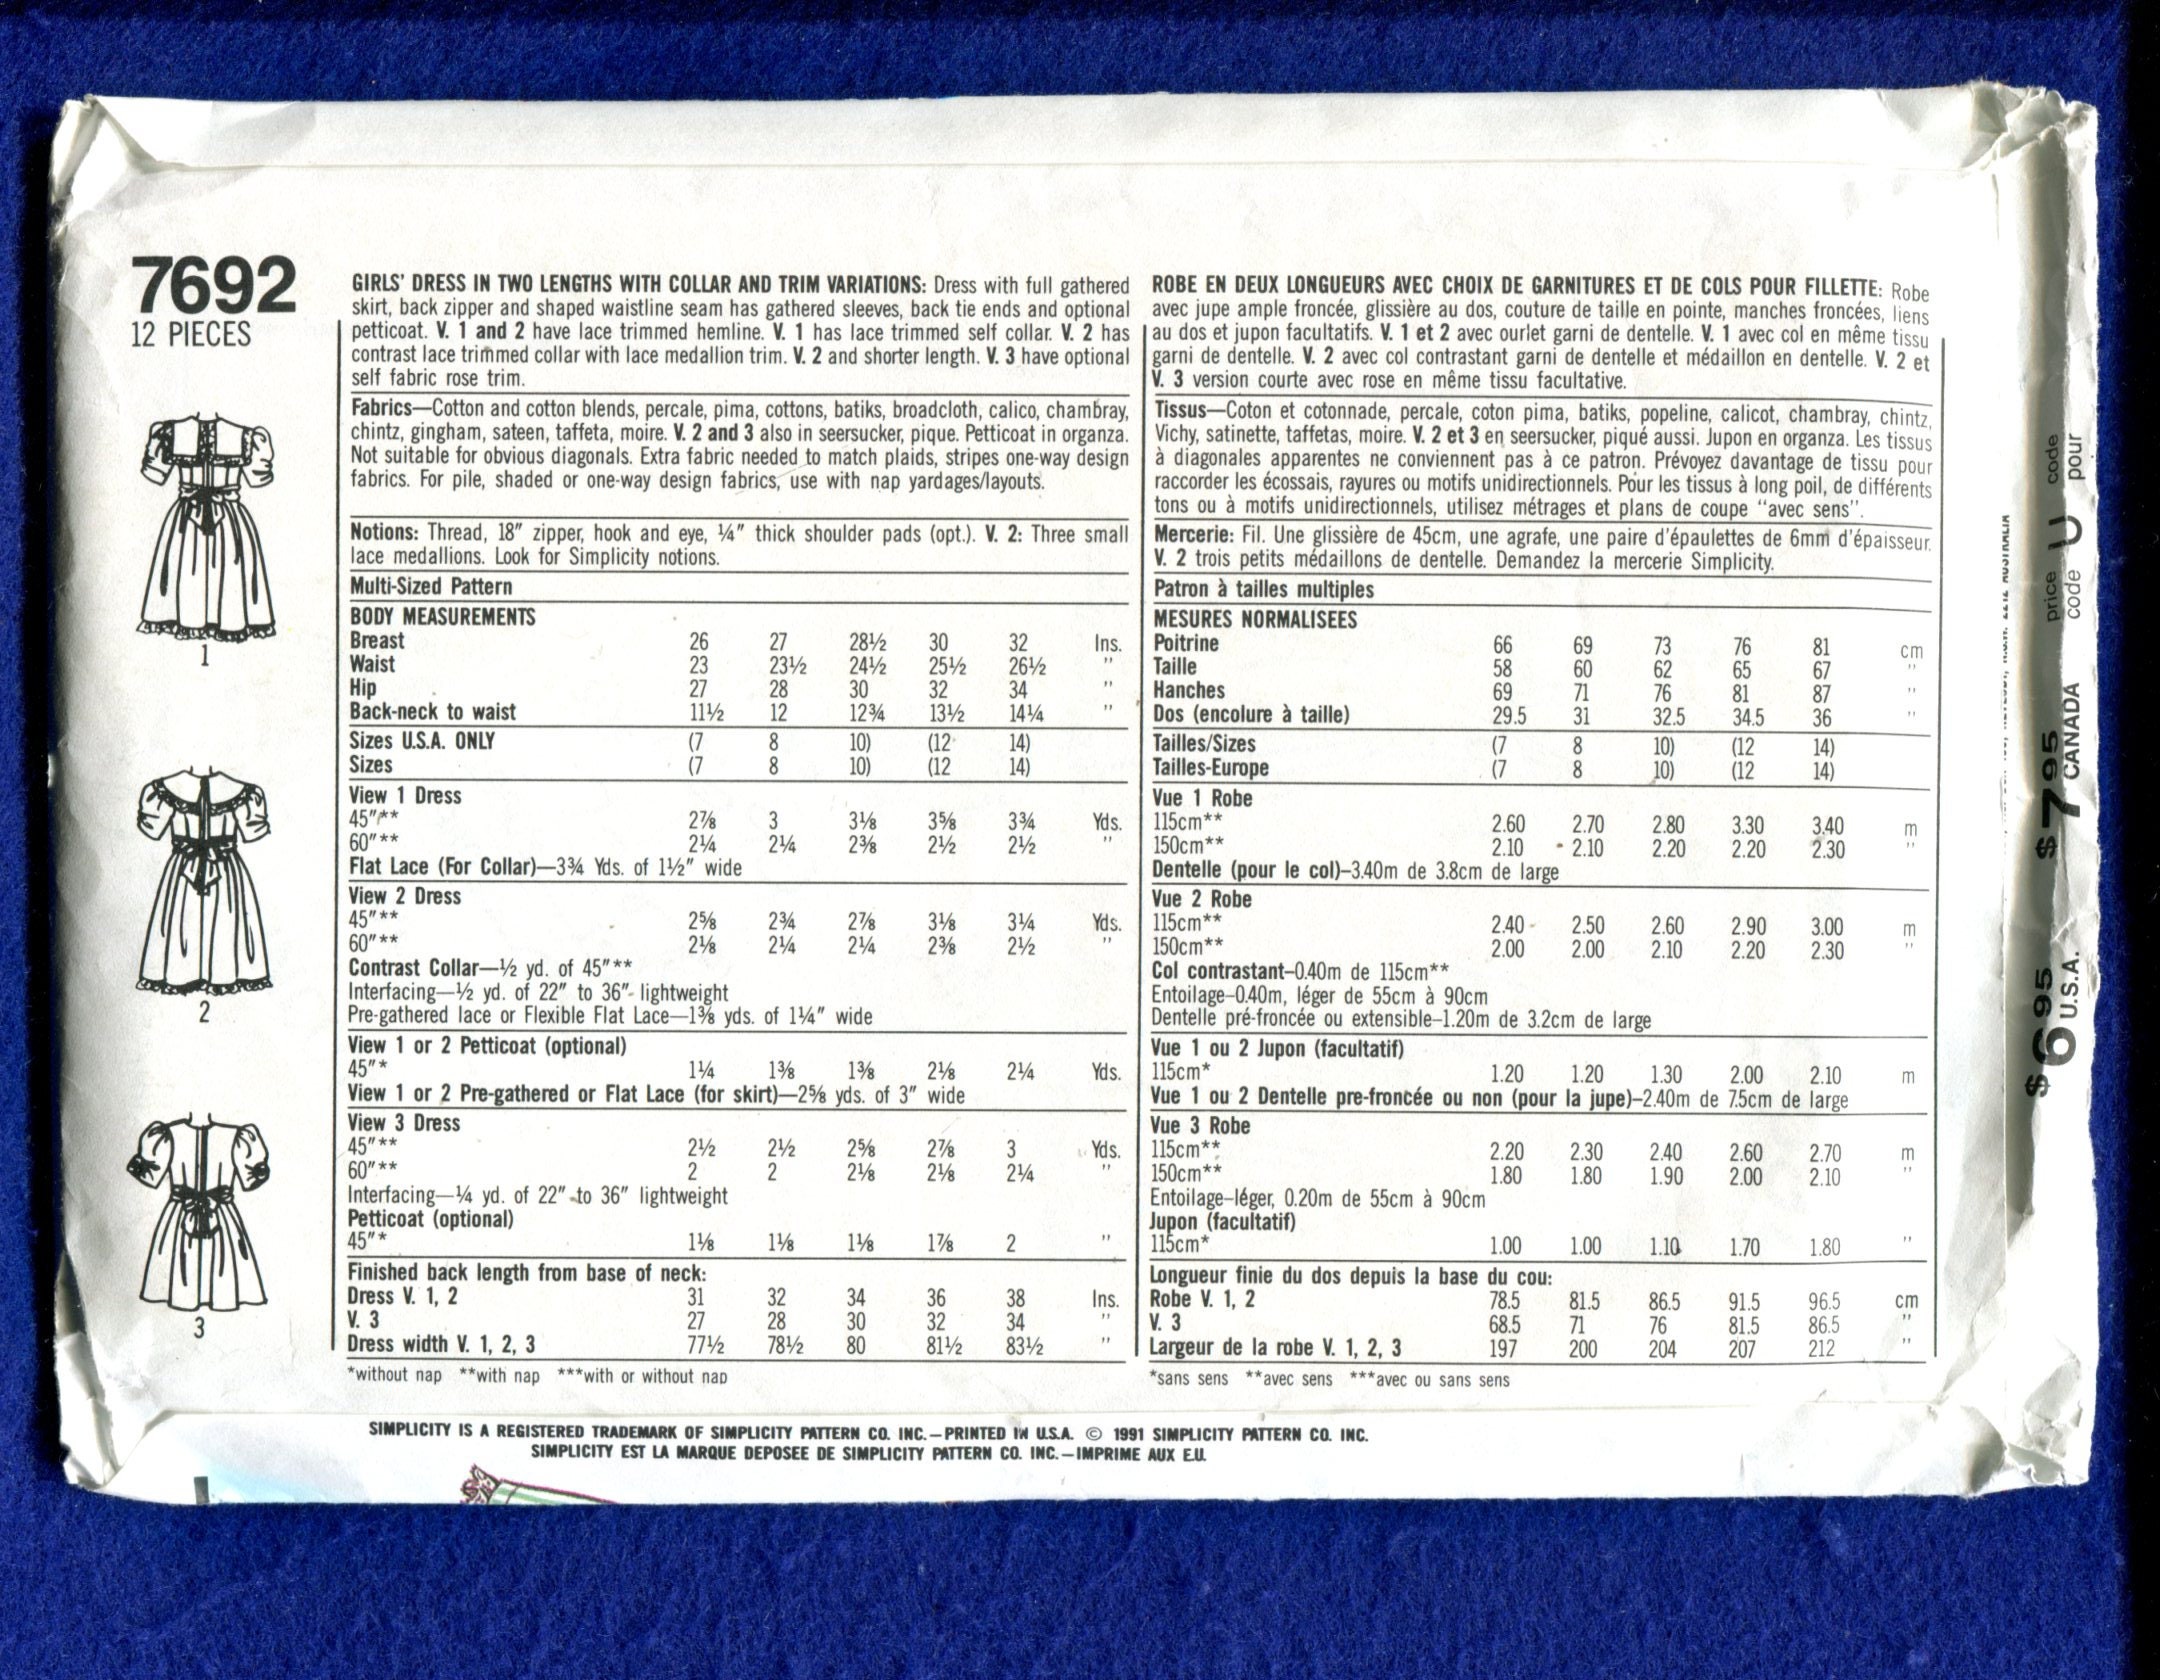 7692
12 PIECES
1
2
3
GIRLS' DRESS IN TWO LENGTHS WITH COLLAR AND TRIM VARIATIONS: Dress with full gathered
skirt, back zipper and shaped waistline seam has gathered sleeves, back tie ends and optional
petticoat. V. 1 and 2 have lace trimmed hemline. V. 1 has lace trimmed self collar. V. 2 has
contrast lace trimmed collar with lace medallion trim. V. 2 and shorter length. V. 3 have optional
self fabric rose trim.
Fabrics—Cotton and cotton blends, percale, pima, cottons, batiks, broadcloth, calico, chambray,
chintz, gingham, sateen, taffeta, moire. V. 2 and 3 also in seersucker, pique. Petticoat in organza.
Not suitable for obvious diagonals. Extra fabric needed to match plaids, stripes one-way design
fabrics. For pile, shaded or one-way design fabrics, use with nap yardages/layouts.
Notions: Thread, 18" zipper, hook and eye, ¼" thick shoulder pads (opt.). V. 2: Three small
lace medallions. Look for Simplicity notions.
Multi-Sized Pattern
BODY MEASUREMENTS
Breast 26 27 28½ 30 32 Ins.
Waist 23 23½ 24½ 25½ 26½ "
Hip 27 28 30 32 34 "
Back-neck to waist 11½ 12 12¾ 13½ 14¼ "
Sizes U.S.A. ONLY (7 8 10) (12 14)
Sizes (7 8 10) (12 14)
View 1 Dress
45"** 2⅞ 3 3⅛ 3⅝ 3¾ Yds.
60"** 2¼ 2¼ 2⅜ 2½ 2½ "
Flat Lace (For Collar)—3¾ Yds. of 1½" wide
View 2 Dress
45"** 2⅝ 2¾ 2⅞ 3⅛ 3¼ Yds.
60"** 2⅛ 2¼ 2¼ 2⅜ 2½ "
Contrast Collar—½ yd. of 45"**
Interfacing—½ yd. of 22" to 36" lightweight
Pre-gathered lace or Flexible Flat Lace—1⅜ yds. of 1¼" wide
View 1 or 2 Petticoat (optional)
45"* 1¼ 1⅜ 1⅜ 2⅛ 2¼ Yds.
View 1 or 2 Pre-gathered or Flat Lace (for skirt)—2⅝ yds. of 3" wide
View 3 Dress
45"** 2½ 2½ 2⅝ 2⅞ 3 Yds.
60"** 2 2 2⅛ 2⅛ 2¼ "
Interfacing—¼ yd. of 22" to 36" lightweight
Petticoat (optional)
45"* 1⅛ 1⅛ 1⅛ 1⅞ 2 "
Finished back length from base of neck:
Dress V. 1, 2 31 32 34 36 38 Ins.
V. 3 27 28 30 32 34 "
Dress width V. 1, 2, 3 77½ 78½ 80 81½ 83½ "
*without nap **with nap ***with or without nap
ROBE EN DEUX LONGUEURS AVEC CHOIX DE GARNITURES ET DE COLS POUR FILLETTE: Robe
avec jupe ample froncée, glissière au dos, couture de taille en pointe, manches froncées, liens
au dos et jupon facultatifs. V. 1 et 2 avec ourlet garni de dentelle. V. 1 avec col en même tissu
garni de dentelle. V. 2 avec col contrastant garni de dentelle et médaillon en dentelle. V. 2 et
V. 3 version courte avec rose en même tissu facultative.
Tissus—Coton et cotonnade, percale, coton pima, batiks, popeline, calicot, chambray, chintz,
Vichy, satinette, taffetas, moire. V. 2 et 3 en seersucker, piqué aussi. Jupon en organza. Les tissus
à diagonales apparentes ne conviennent pas à ce patron. Prévoyez davantage de tissu pour
raccorder les écossais, rayures ou motifs unidirectionnels. Pour les tissus à long poil, de différents
tons ou à motifs unidirectionnels, utilisez métrages et plans de coupe "avec sens".
Mercerie: Fil. Une glissière de 45cm, une agrafe, une paire d'épaulettes de 6mm d'épaisseur.
V. 2 trois petits médaillons de dentelle. Demandez la mercerie Simplicity.
Patron à tailles multiples
MESURES NORMALISEES
Poitrine 66 69 73 76 81 cm
Taille 58 60 62 65 67 "
Hanches 69 71 76 81 87 "
Dos (encolure à taille) 29.5 31 32.5 34.5 36 "
Tailles/Sizes (7 8 10) (12 14)
Tailles-Europe (7 8 10) (12 14)
Vue 1 Robe
115cm** 2.60 2.70 2.80 3.30 3.40 m
150cm** 2.10 2.10 2.20 2.20 2.30 "
Dentelle (pour le col)–3.40m de 3.8cm de large
Vue 2 Robe
115cm** 2.40 2.50 2.60 2.90 3.00 m
150cm** 2.00 2.00 2.10 2.20 2.30 "
Col contrastant–0.40m de 115cm**
Entoilage–0.40m, léger de 55cm à 90cm
Dentelle pré-froncée ou extensible–1.20m de 3.2cm de large
Vue 1 ou 2 Jupon (facultatif)
115cm* 1.20 1.20 1.30 2.00 2.10 m
Vue 1 ou 2 Dentelle pre-froncée ou non (pour la jupe)–2.40m de 7.5cm de large
Vue 3 Robe
115cm** 2.20 2.30 2.40 2.60 2.70 m
150cm** 1.80 1.80 1.90 2.00 2.10 "
Entoilage–léger, 0.20m de 55cm à 90cm
Jupon (facultatif)
115cm* 1.00 1.00 1.10 1.70 1.80 "
Longueur finie du dos depuis la base du cou:
Robe V. 1, 2 78.5 81.5 86.5 91.5 96.5 cm
V. 3 68.5 71 76 81.5 86.5 "
Largeur de la robe V. 1, 2, 3 197 200 204 207 212 "
*sans sens **avec sens ***avec ou sans sens
SIMPLICITY IS A REGISTERED TRADEMARK OF SIMPLICITY PATTERN CO. INC.—PRINTED IN U.S.A. © 1991 SIMPLICITY PATTERN CO. INC.
SIMPLICITY EST LA MARQUE DEPOSEE DE SIMPLICITY PATTERN CO. INC.—IMPRIME AUX E.U.
AUSTRALIA
$6 95 $7 95 price code U
U.S.A. CANADA code pour